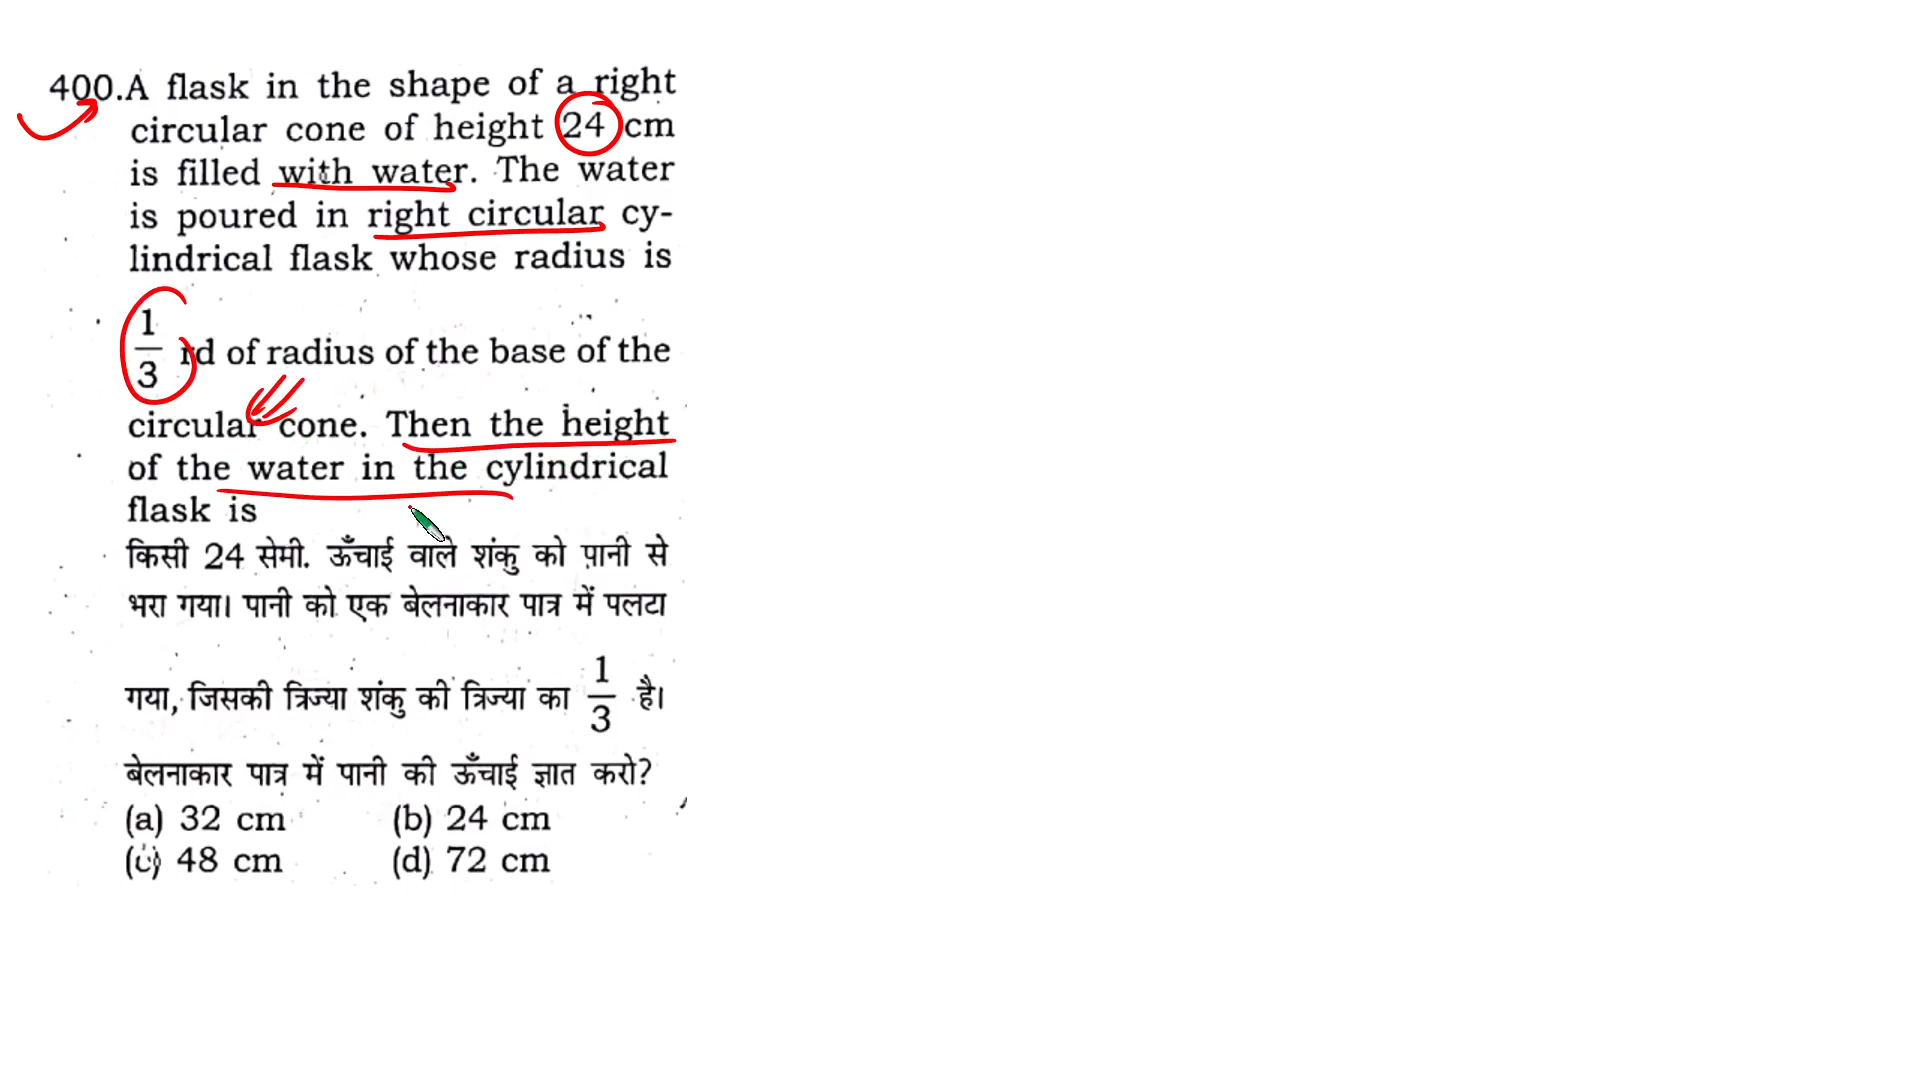 400.A flask in the shape of a right
circular cone of height 24 cm
is filled with water. The water
is poured in right circular cy-
lindrical flask whose radius is
1/3 rd of radius of the base of the
circular cone. Then the height
of the water in the cylindrical
flask is
किसी 24 सेमी. ऊँचाई वाले शंकु को पानी से
भरा गया। पानी को एक बेलनाकार पात्र में पलटा
गया, जिसकी त्रिज्या शंकु की त्रिज्या का 1/3 है।
बेलनाकार पात्र में पानी की ऊँचाई ज्ञात करो?
(a) 32 cm (b) 24 cm
(c) 48 cm (d) 72 cm